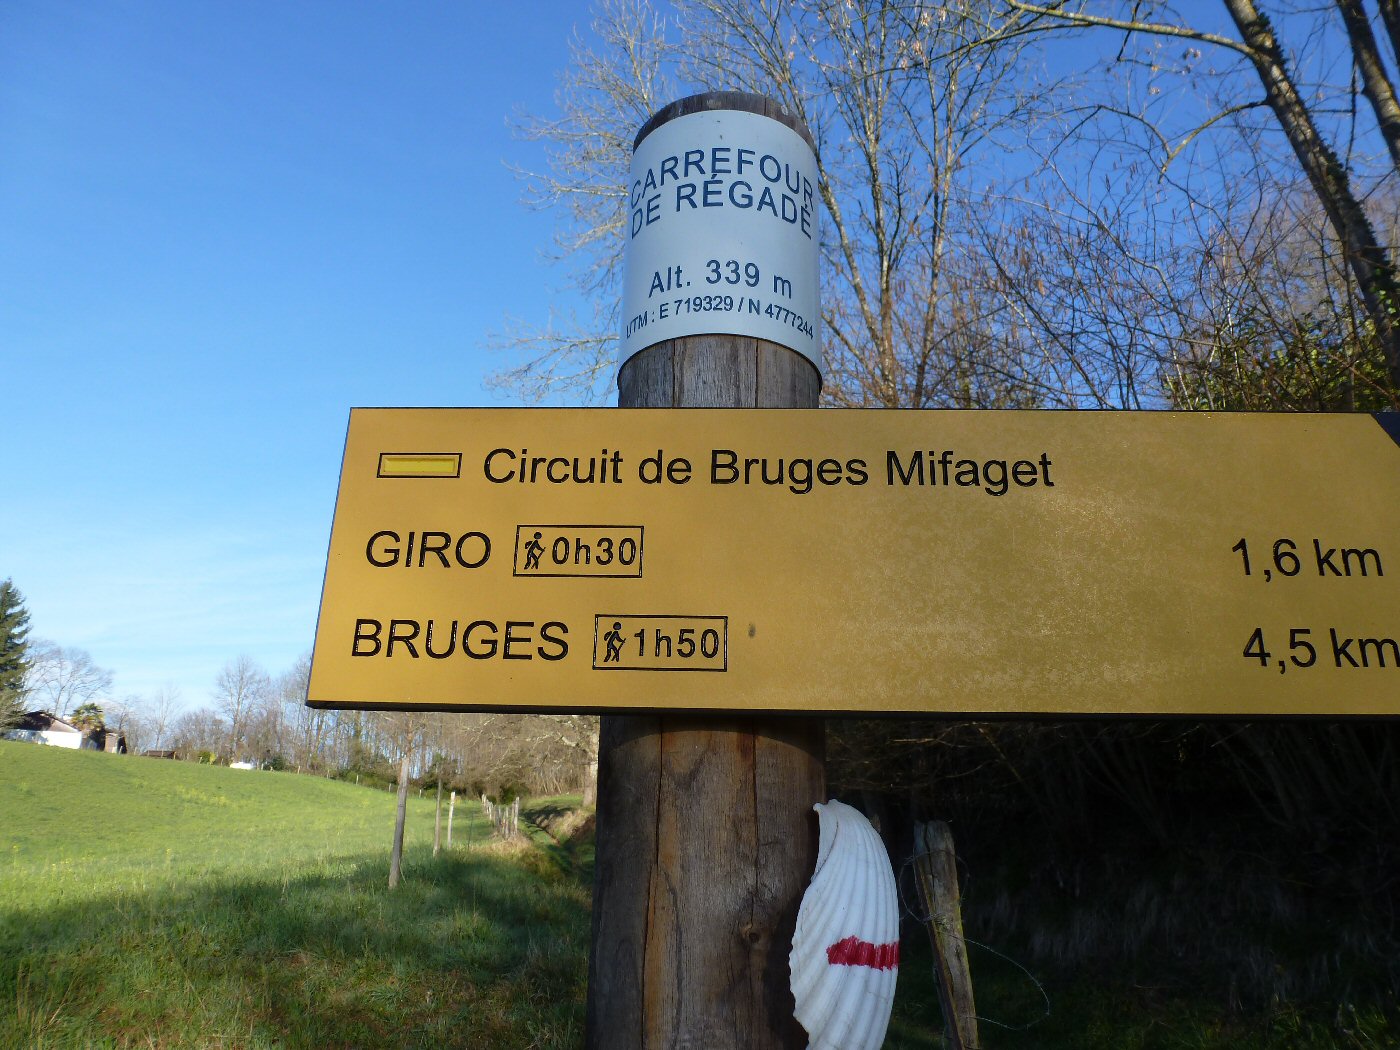 CARREFOUR
DE RÉGADÉ
Alt. 339 m
UTM : E 719329 / N 4777244
Circuit de Bruges Mifaget
GIRO 0h30 1,6 km
BRUGES 1h50 4,5 km